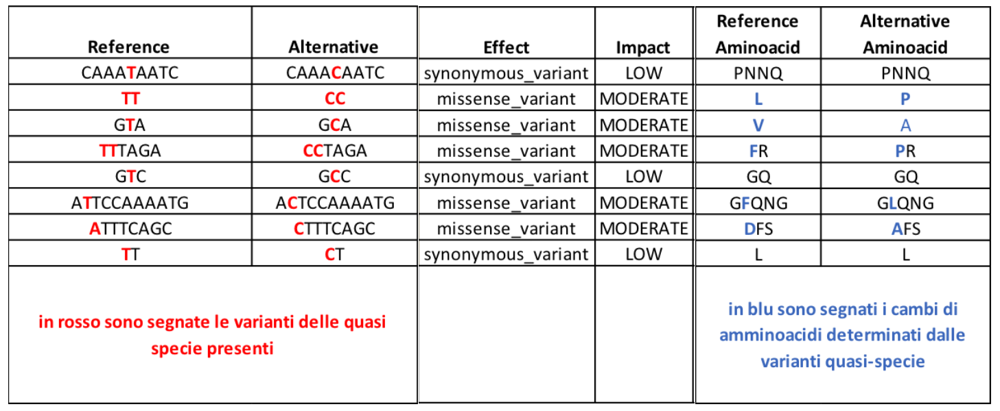 Reference Alternative Effect Impact Reference Aminoacid Alternative Aminoacid
CAAATAATC CAAACAATC synonymous_variant LOW PNNQ PNNQ
TT CC missense_variant MODERATE L P
GTA GCA missense_variant MODERATE V A
TTTAGA CCTAGA missense_variant MODERATE FR PR
GTC GCC synonymous_variant LOW GQ GQ
ATTCCAAAATG ACTCCAAAATG missense_variant MODERATE GFQNG GLQNG
ATTTCAGC CTTTCAGC missense_variant MODERATE DFS AFS
TT CT synonymous_variant LOW L L
in rosso sono segnate le varianti delle quasi
specie presenti
in blu sono segnati i cambi di
amminoacidi determinati dalle
varianti quasi-specie